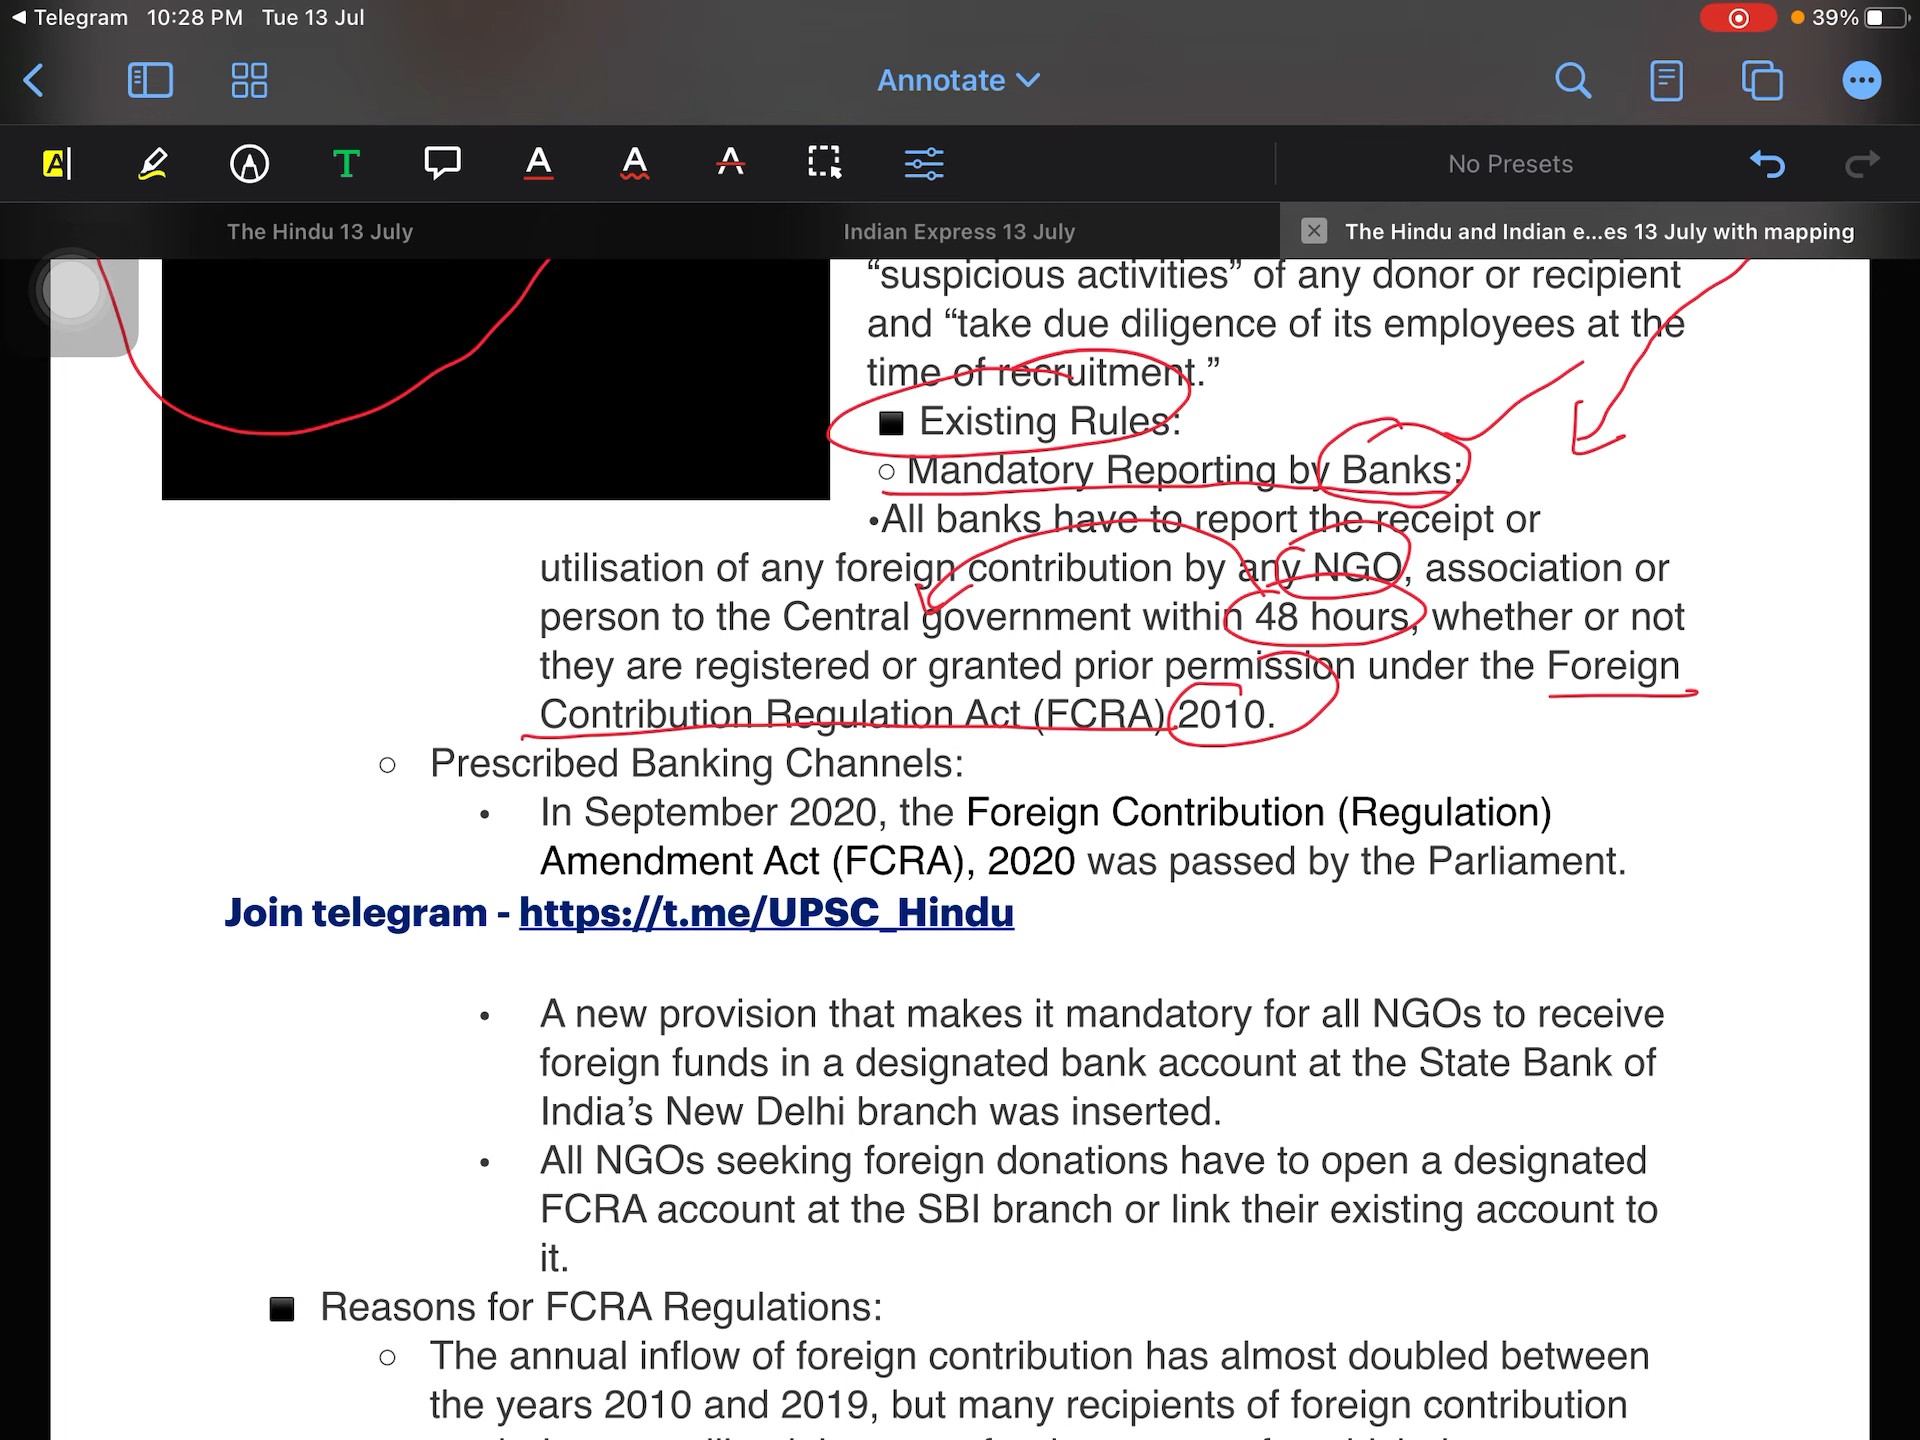 Telegram 10:28 PM Tue 13 Jul
39%
Annotate
A
T
A
A
A
No Presets
The Hindu 13 July
Indian Express 13 July
The Hindu and Indian e...es 13 July with mapping
“suspicious activities” of any donor or recipient
and “take due diligence of its employees at the
time of recruitment.”
■ Existing Rules:
○ Mandatory Reporting by Banks:
•All banks have to report the receipt or
utilisation of any foreign contribution by any NGO, association or
person to the Central government within 48 hours, whether or not
they are registered or granted prior permission under the Foreign
Contribution Regulation Act (FCRA) 2010.
○ Prescribed Banking Channels:
• In September 2020, the Foreign Contribution (Regulation)
Amendment Act (FCRA), 2020 was passed by the Parliament.
Join telegram - https://t.me/UPSC_Hindu
• A new provision that makes it mandatory for all NGOs to receive
foreign funds in a designated bank account at the State Bank of
India’s New Delhi branch was inserted.
• All NGOs seeking foreign donations have to open a designated
FCRA account at the SBI branch or link their existing account to
it.
■ Reasons for FCRA Regulations:
○ The annual inflow of foreign contribution has almost doubled between
the years 2010 and 2019, but many recipients of foreign contribution